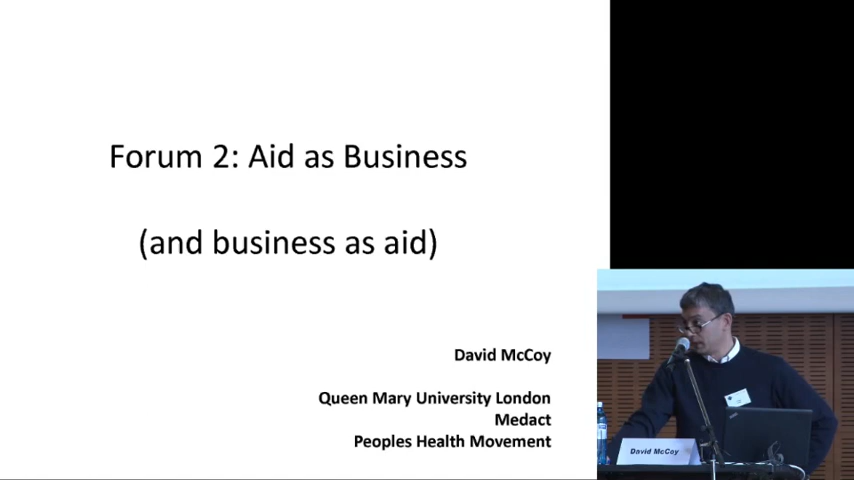 Forum 2: Aid as Business
(and business as aid)
David McCoy
Queen Mary University London
Medact
Peoples Health Movement
David McCoy